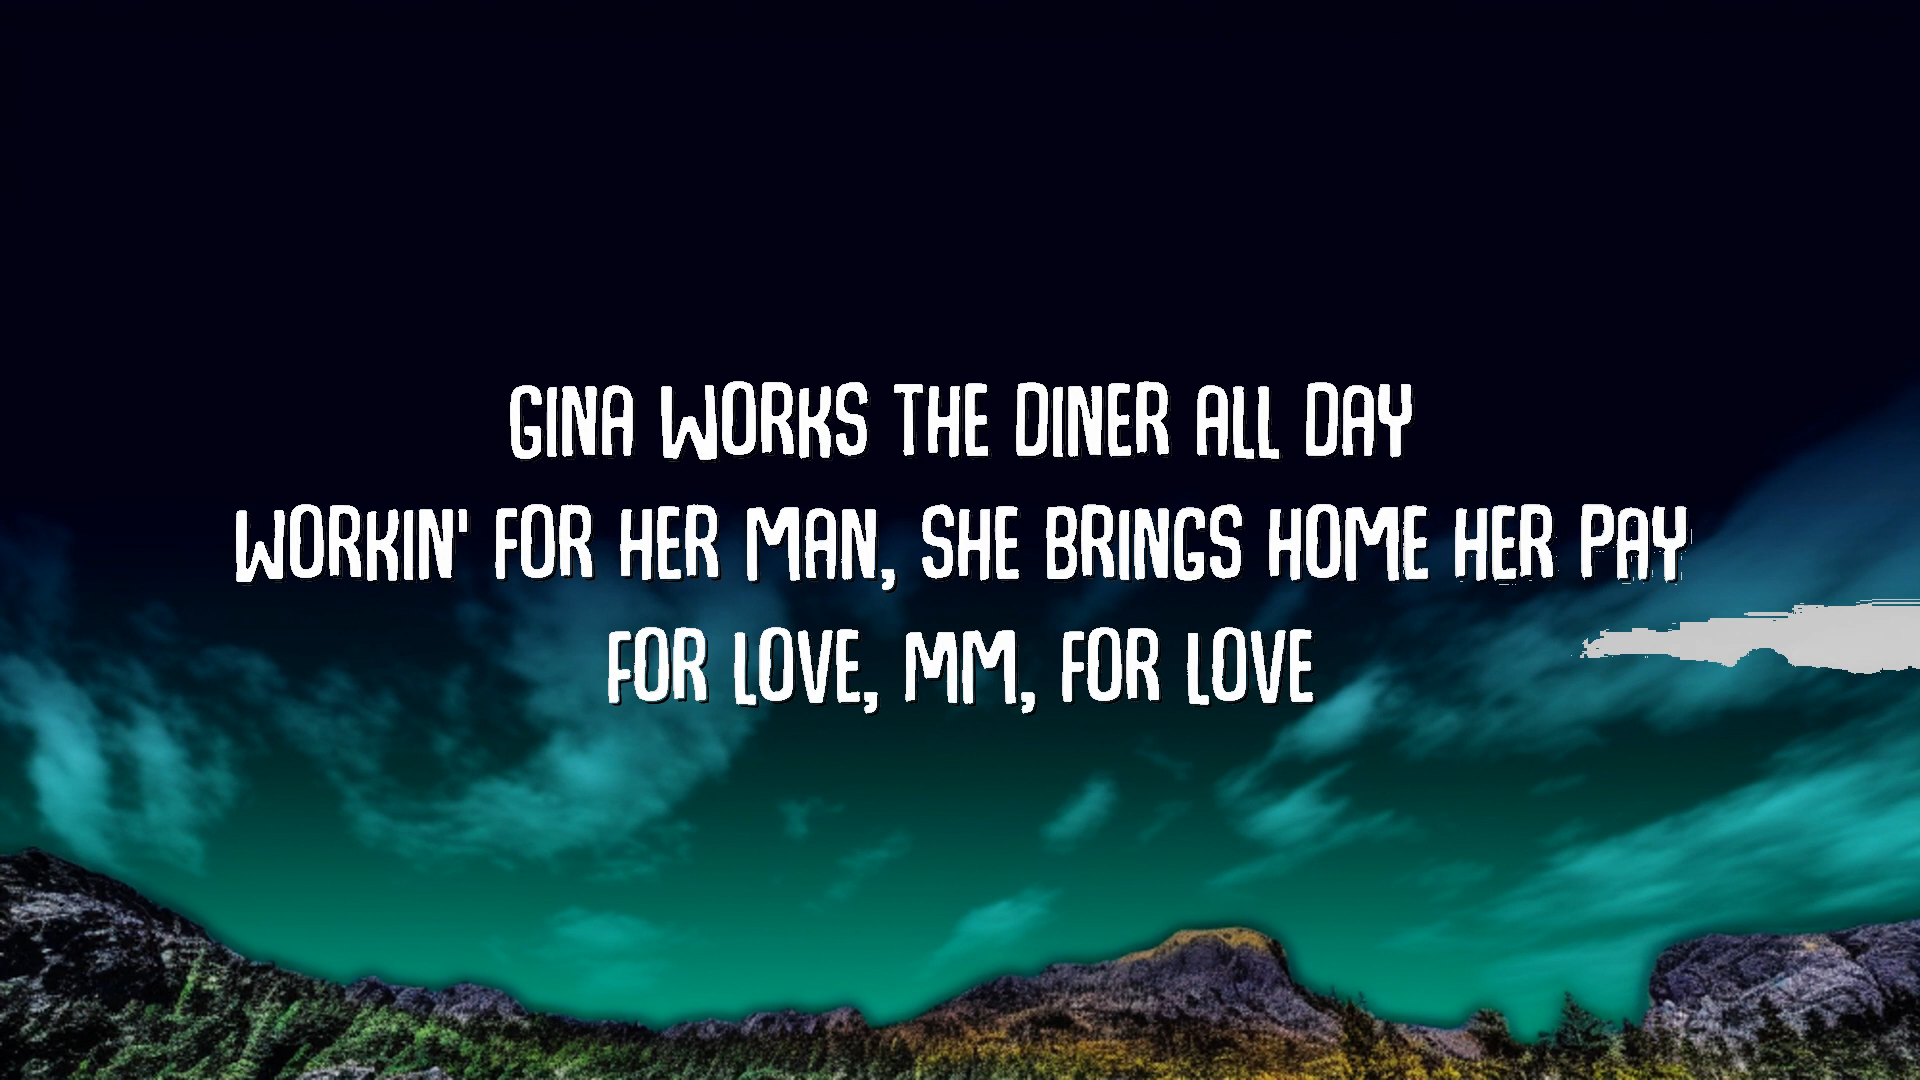 GINA WORKS THE DINER ALL DAY
WORKIN' FOR HER MAN, SHE BRINGS HOME HER PAY
FOR LOVE, MM, FOR LOVE